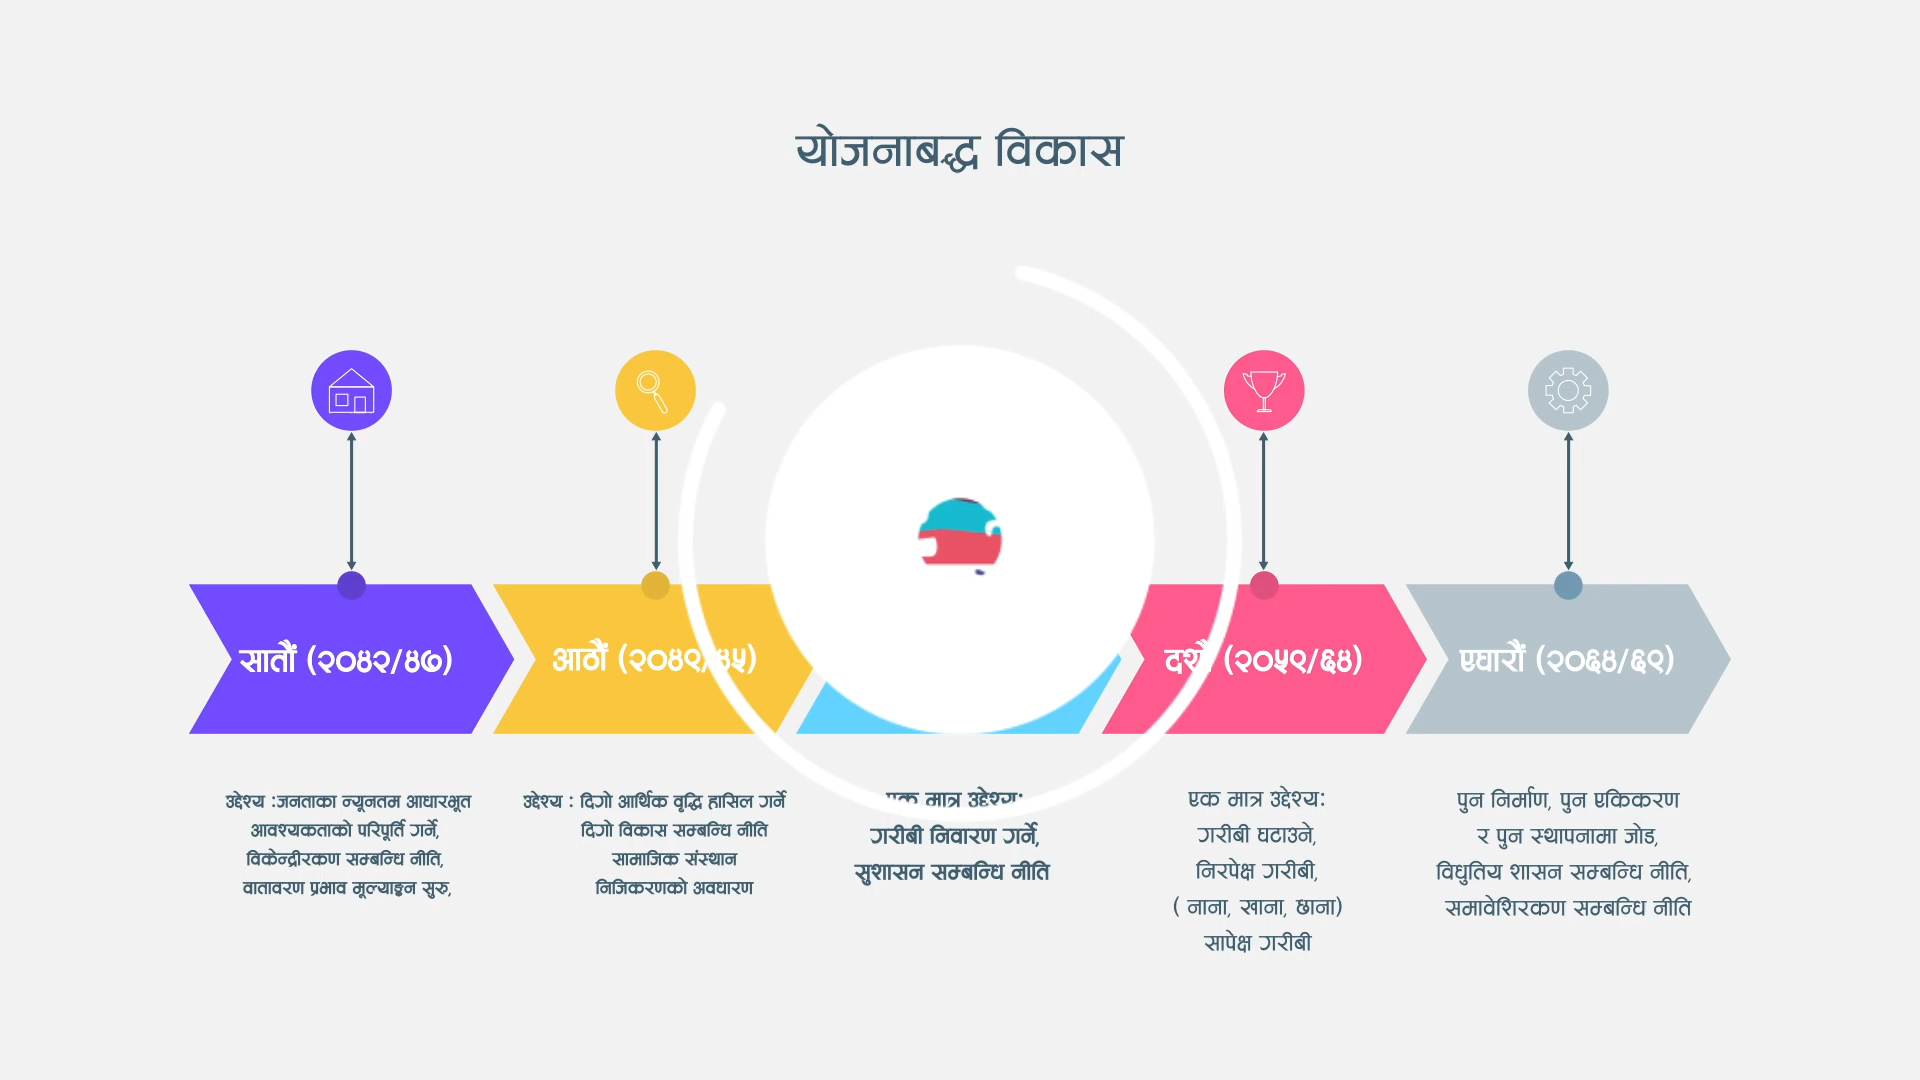 योजनाबद्ध विकास
सातौं (२०४२/४७)
आठौं (२०४९/४५)
दशौं (२०५९/६४)
एघारौं (२०६४/६९)
उद्देश्य :जनताका न्यूनतम आधारभूत
आवश्यकताको परिपूर्ति गर्ने,
विकेन्द्रीरकण सम्बन्धि नीति,
वातावरण प्रभाव मूल्याङ्कन सुरु,
उद्देश्य : दिगो आर्थिक वृद्धि हासिल गर्ने
दिगो विकास सम्बन्धि नीति
सामाजिक संस्थान
निजिकरणको अवधारण
एक मात्र उद्देश्य:
गरीबी निवारण गर्ने,
सुशासन सम्बन्धि नीति
एक मात्र उद्देश्य:
गरीबी घटाउने,
निरपेक्ष गरीबी,
( नाना, खाना, छाना)
सापेक्ष गरीबी
पुन निर्माण, पुन एकिकरण
र पुन स्थापनामा जोड,
विधुतिय शासन सम्बन्धि नीति,
समावेशिरकण सम्बन्धि नीति